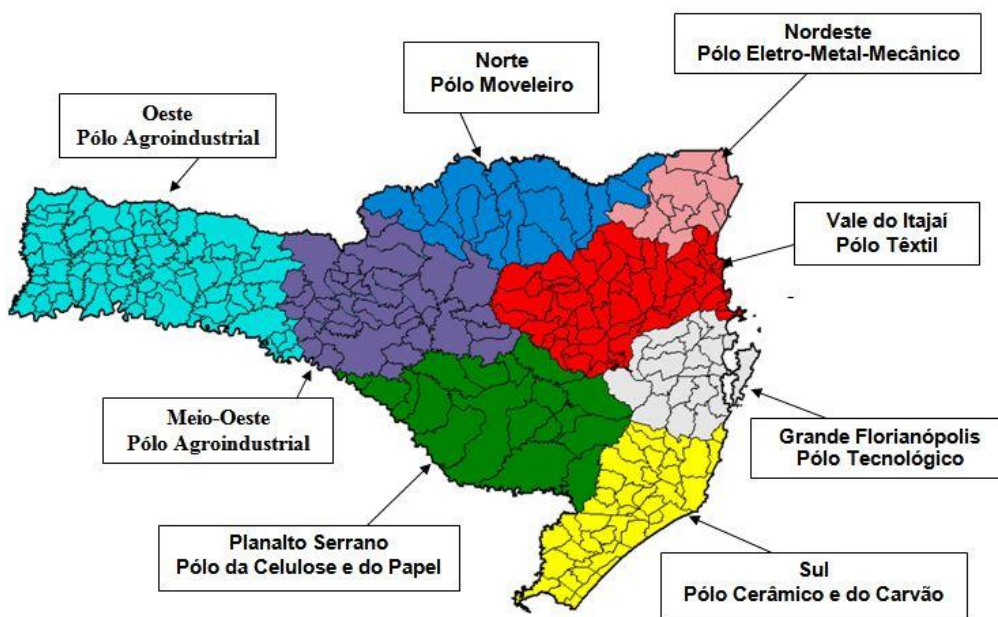 Nordeste
Pólo Eletro-Metal-Mecânico
Norte
Pólo Moveleiro
Oeste
Pólo Agroindustrial
Vale do Itajaí
Pólo Têxtil
Meio-Oeste
Pólo Agroindustrial
Grande Florianópolis
Pólo Tecnológico
Planalto Serrano
Pólo da Celulose e do Papel
Sul
Pólo Cerâmico e do Carvão